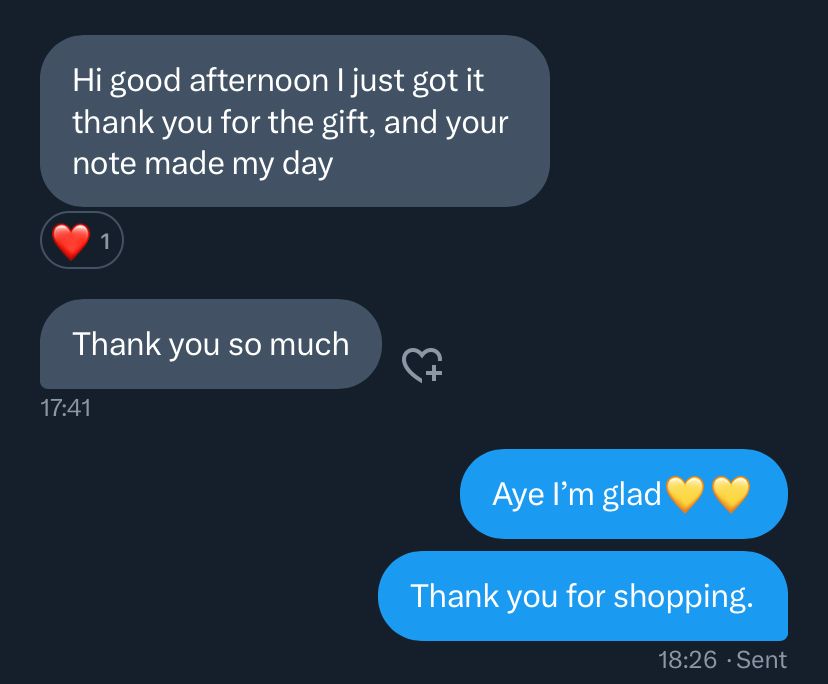 Hi good afternoon I just got it
thank you for the gift, and your
note made my day
❤️ 1
Thank you so much
17:41
Aye I’m glad💛💛
Thank you for shopping.
18:26 · Sent